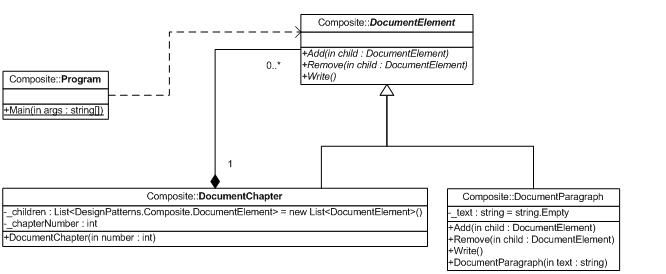 Composite::DocumentElement
+Add(in child : DocumentElement)
+Remove(in child : DocumentElement)
+Write()
0..*
Composite::Program
+Main(in args : string[])
1
Composite::DocumentChapter
-_children : List<DesignPatterns.Composite.DocumentElement> = new List<DocumentElement>()
-_chapterNumber : int
+DocumentChapter(in number : int)
Composite::DocumentParagraph
-_text : string = string.Empty
+Add(in child : DocumentElement)
+Remove(in child : DocumentElement)
+Write()
+DocumentParagraph(in text : string)